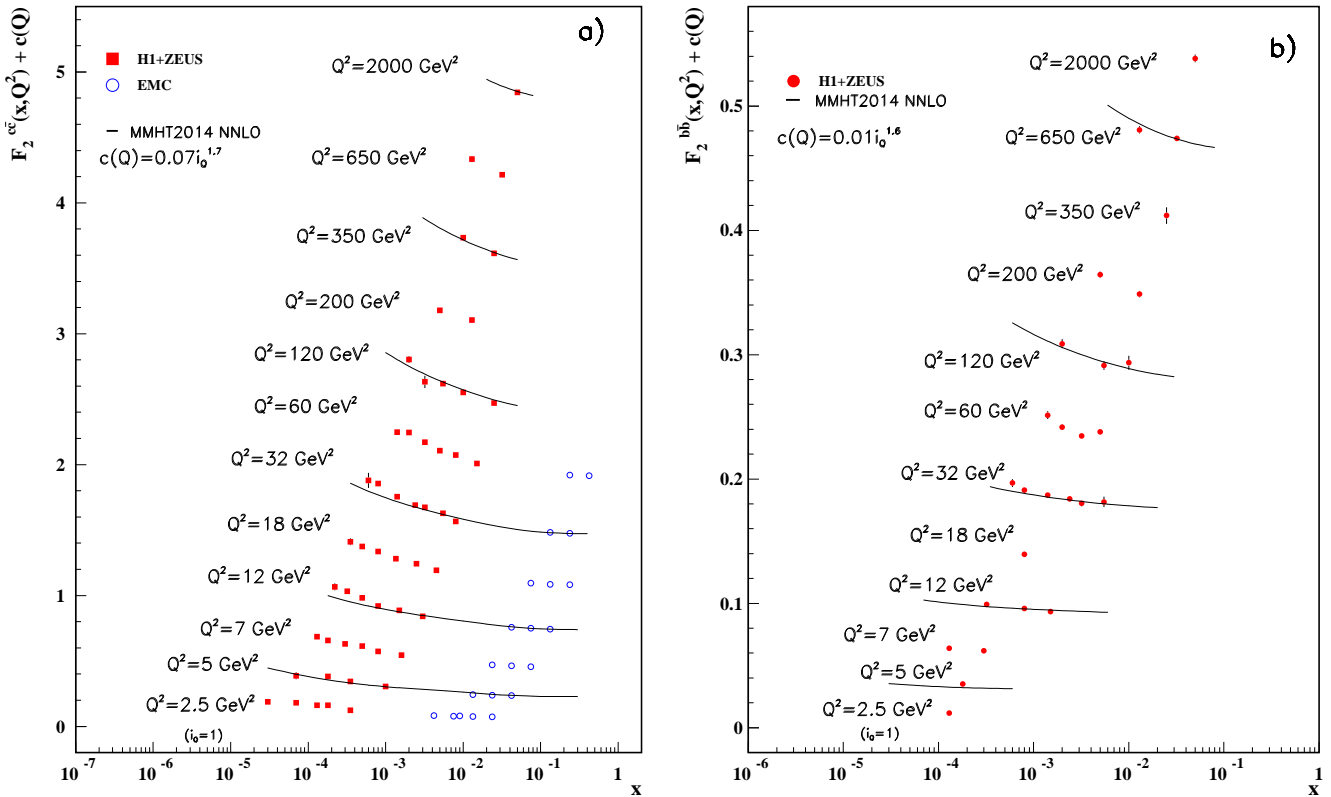 a)
F₂ᶜᶜ̄(x,Q²) + c(Q)
H1+ZEUS
EMC
MMHT2014 NNLO
c(Q)=0.07i_Q^1.7
Q²=2000 GeV²
Q²=650 GeV²
Q²=350 GeV²
Q²=200 GeV²
Q²=120 GeV²
Q²=60 GeV²
Q²=32 GeV²
Q²=18 GeV²
Q²=12 GeV²
Q²=7 GeV²
Q²=5 GeV²
Q²=2.5 GeV²
(i_Q=1)
5
4
3
2
1
0
10⁻⁷ 10⁻⁶ 10⁻⁵ 10⁻⁴ 10⁻³ 10⁻² 10⁻¹ 1
x
b)
F₂ᵇᵇ̄(x,Q²) + c(Q)
H1+ZEUS
MMHT2014 NNLO
c(Q)=0.01i_Q^1.6
Q²=2000 GeV²
Q²=650 GeV²
Q²=350 GeV²
Q²=200 GeV²
Q²=120 GeV²
Q²=60 GeV²
Q²=32 GeV²
Q²=18 GeV²
Q²=12 GeV²
Q²=7 GeV²
Q²=5 GeV²
Q²=2.5 GeV²
(i_Q=1)
0.5
0.4
0.3
0.2
0.1
0
10⁻⁶ 10⁻⁵ 10⁻⁴ 10⁻³ 10⁻² 10⁻¹ 1
x